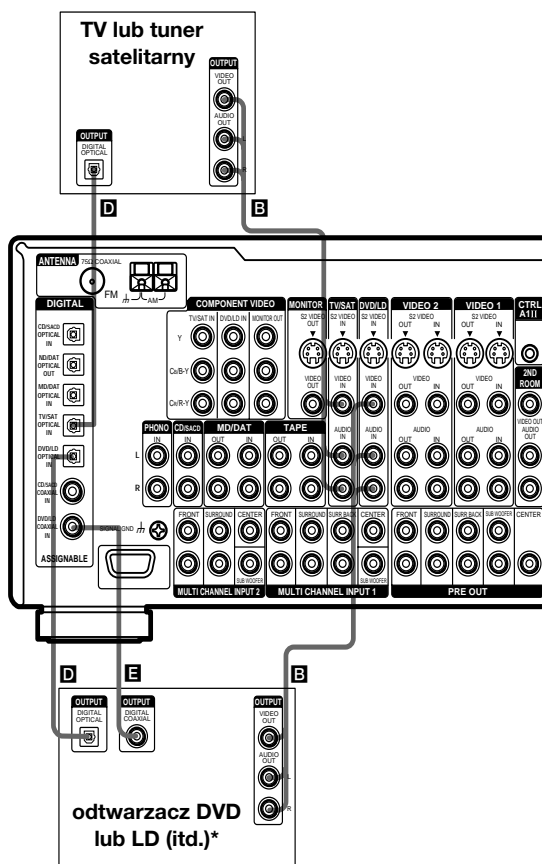 TV lub tuner
satelitarny
OUTPUT
VIDEO
OUT
AUDIO
OUT
L
R
OUTPUT
DIGITAL
OPTICAL
D
B
ANTENNA
75Ω COAXIAL
FM
AM
DIGITAL
CD/SACD
OPTICAL
IN
MD/DAT
OPTICAL
IN
TV/SAT
OPTICAL
IN
DVD/LD
OPTICAL
IN
CD/SACD
COAXIAL
IN
DVD/LD
COAXIAL
IN
ASSIGNABLE
COMPONENT VIDEO
TV/SAT IN DVD/LD IN MONITOR OUT
Y
CB/B-Y
CR/R-Y
MONITOR TV/SAT DVD/LD VIDEO 2 VIDEO 1 CTRL
A1II
S2 VIDEO S2 VIDEO S2 VIDEO S2 VIDEO S2 VIDEO
OUT IN IN OUT IN OUT IN
2ND
ROOM
VIDEO VIDEO VIDEO VIDEO VIDEO
OUT IN IN OUT IN OUT IN
VIDEO OUT
AUDIO
OUT
PHONO CD/SACD MD/DAT TAPE
IN IN OUT IN OUT IN
AUDIO AUDIO AUDIO AUDIO
IN IN OUT IN OUT IN
L
R
SIGNAL GND
FRONT SURROUND CENTER FRONT SURROUND SURR BACK CENTER FRONT SURROUND SURR BACK SUB WOOFER CENTER
SUB WOOFER SUB WOOFER
MULTI CHANNEL INPUT 2 MULTI CHANNEL INPUT 1 PRE OUT
D
E
B
OUTPUT
DIGITAL
OPTICAL
OUTPUT
DIGITAL
COAXIAL
OUTPUT
VIDEO
OUT
AUDIO
OUT
L
R
odtwarzacz DVD
lub LD (itd.)*